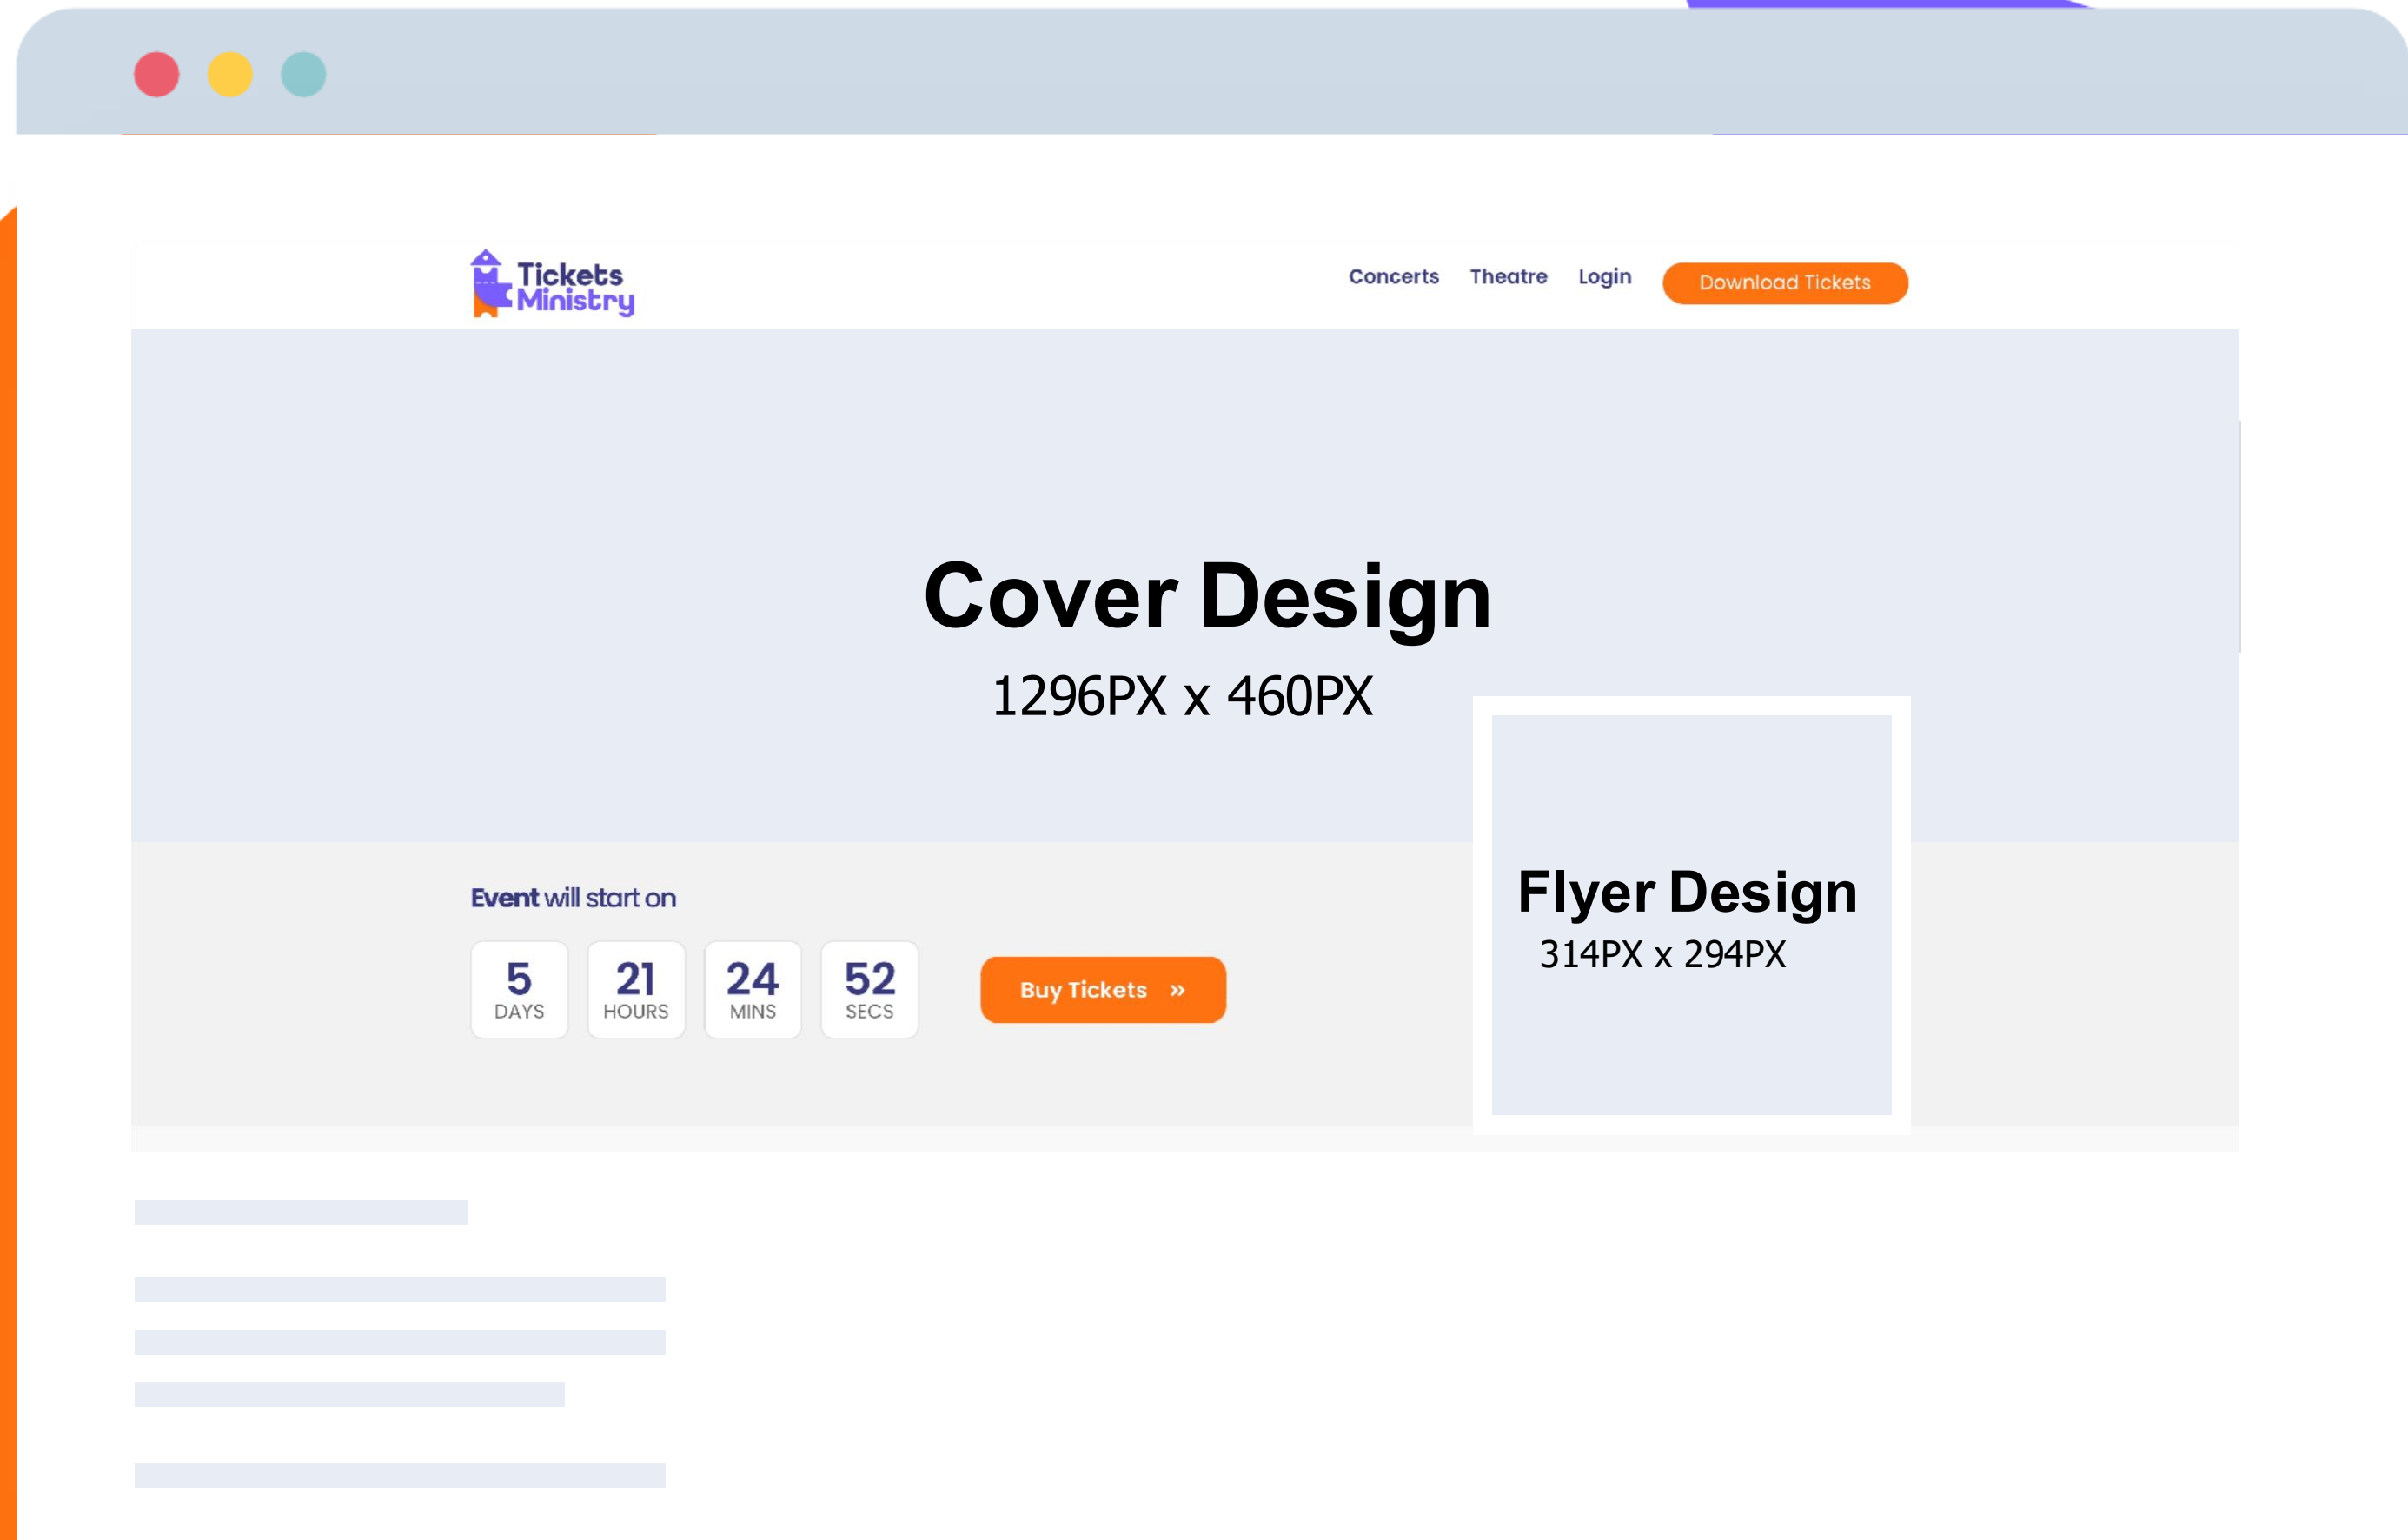 Tickets
Ministry
Concerts Theatre Login Download Tickets
Cover Design
1296PX x 460PX
Flyer Design
314PX x 294PX
Event will start on
5 21 24 52
DAYS HOURS MINS SECS
Buy Tickets »